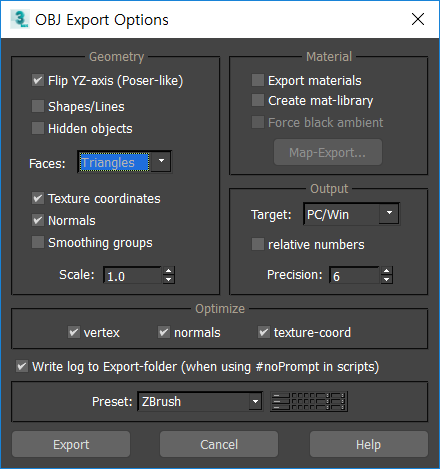 OBJ Export Options
Geometry
Flip YZ-axis (Poser-like)
Shapes/Lines
Hidden objects
Faces: Triangles
Texture coordinates
Normals
Smoothing groups
Scale: 1.0
Material
Export materials
Create mat-library
Force black ambient
Map-Export...
Output
Target: PC/Win
relative numbers
Precision: 6
Optimize
vertex normals texture-coord
Write log to Export-folder (when using #noPrompt in scripts)
Preset: ZBrush
Export Cancel Help